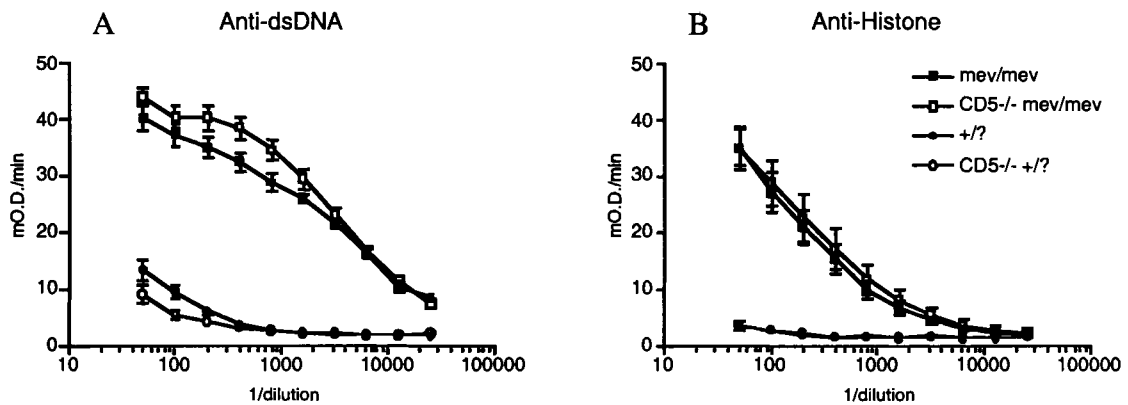 A
Anti-dsDNA
50
40
30
20
10
0
mO.D./min
10
100
1000
10000
100000
1/dilution
B
Anti-Histone
50
40
30
20
10
0
mO.D./min
10
100
1000
10000
100000
1/dilution
mev/mev
CD5-/- mev/mev
+/?
CD5-/- +/?